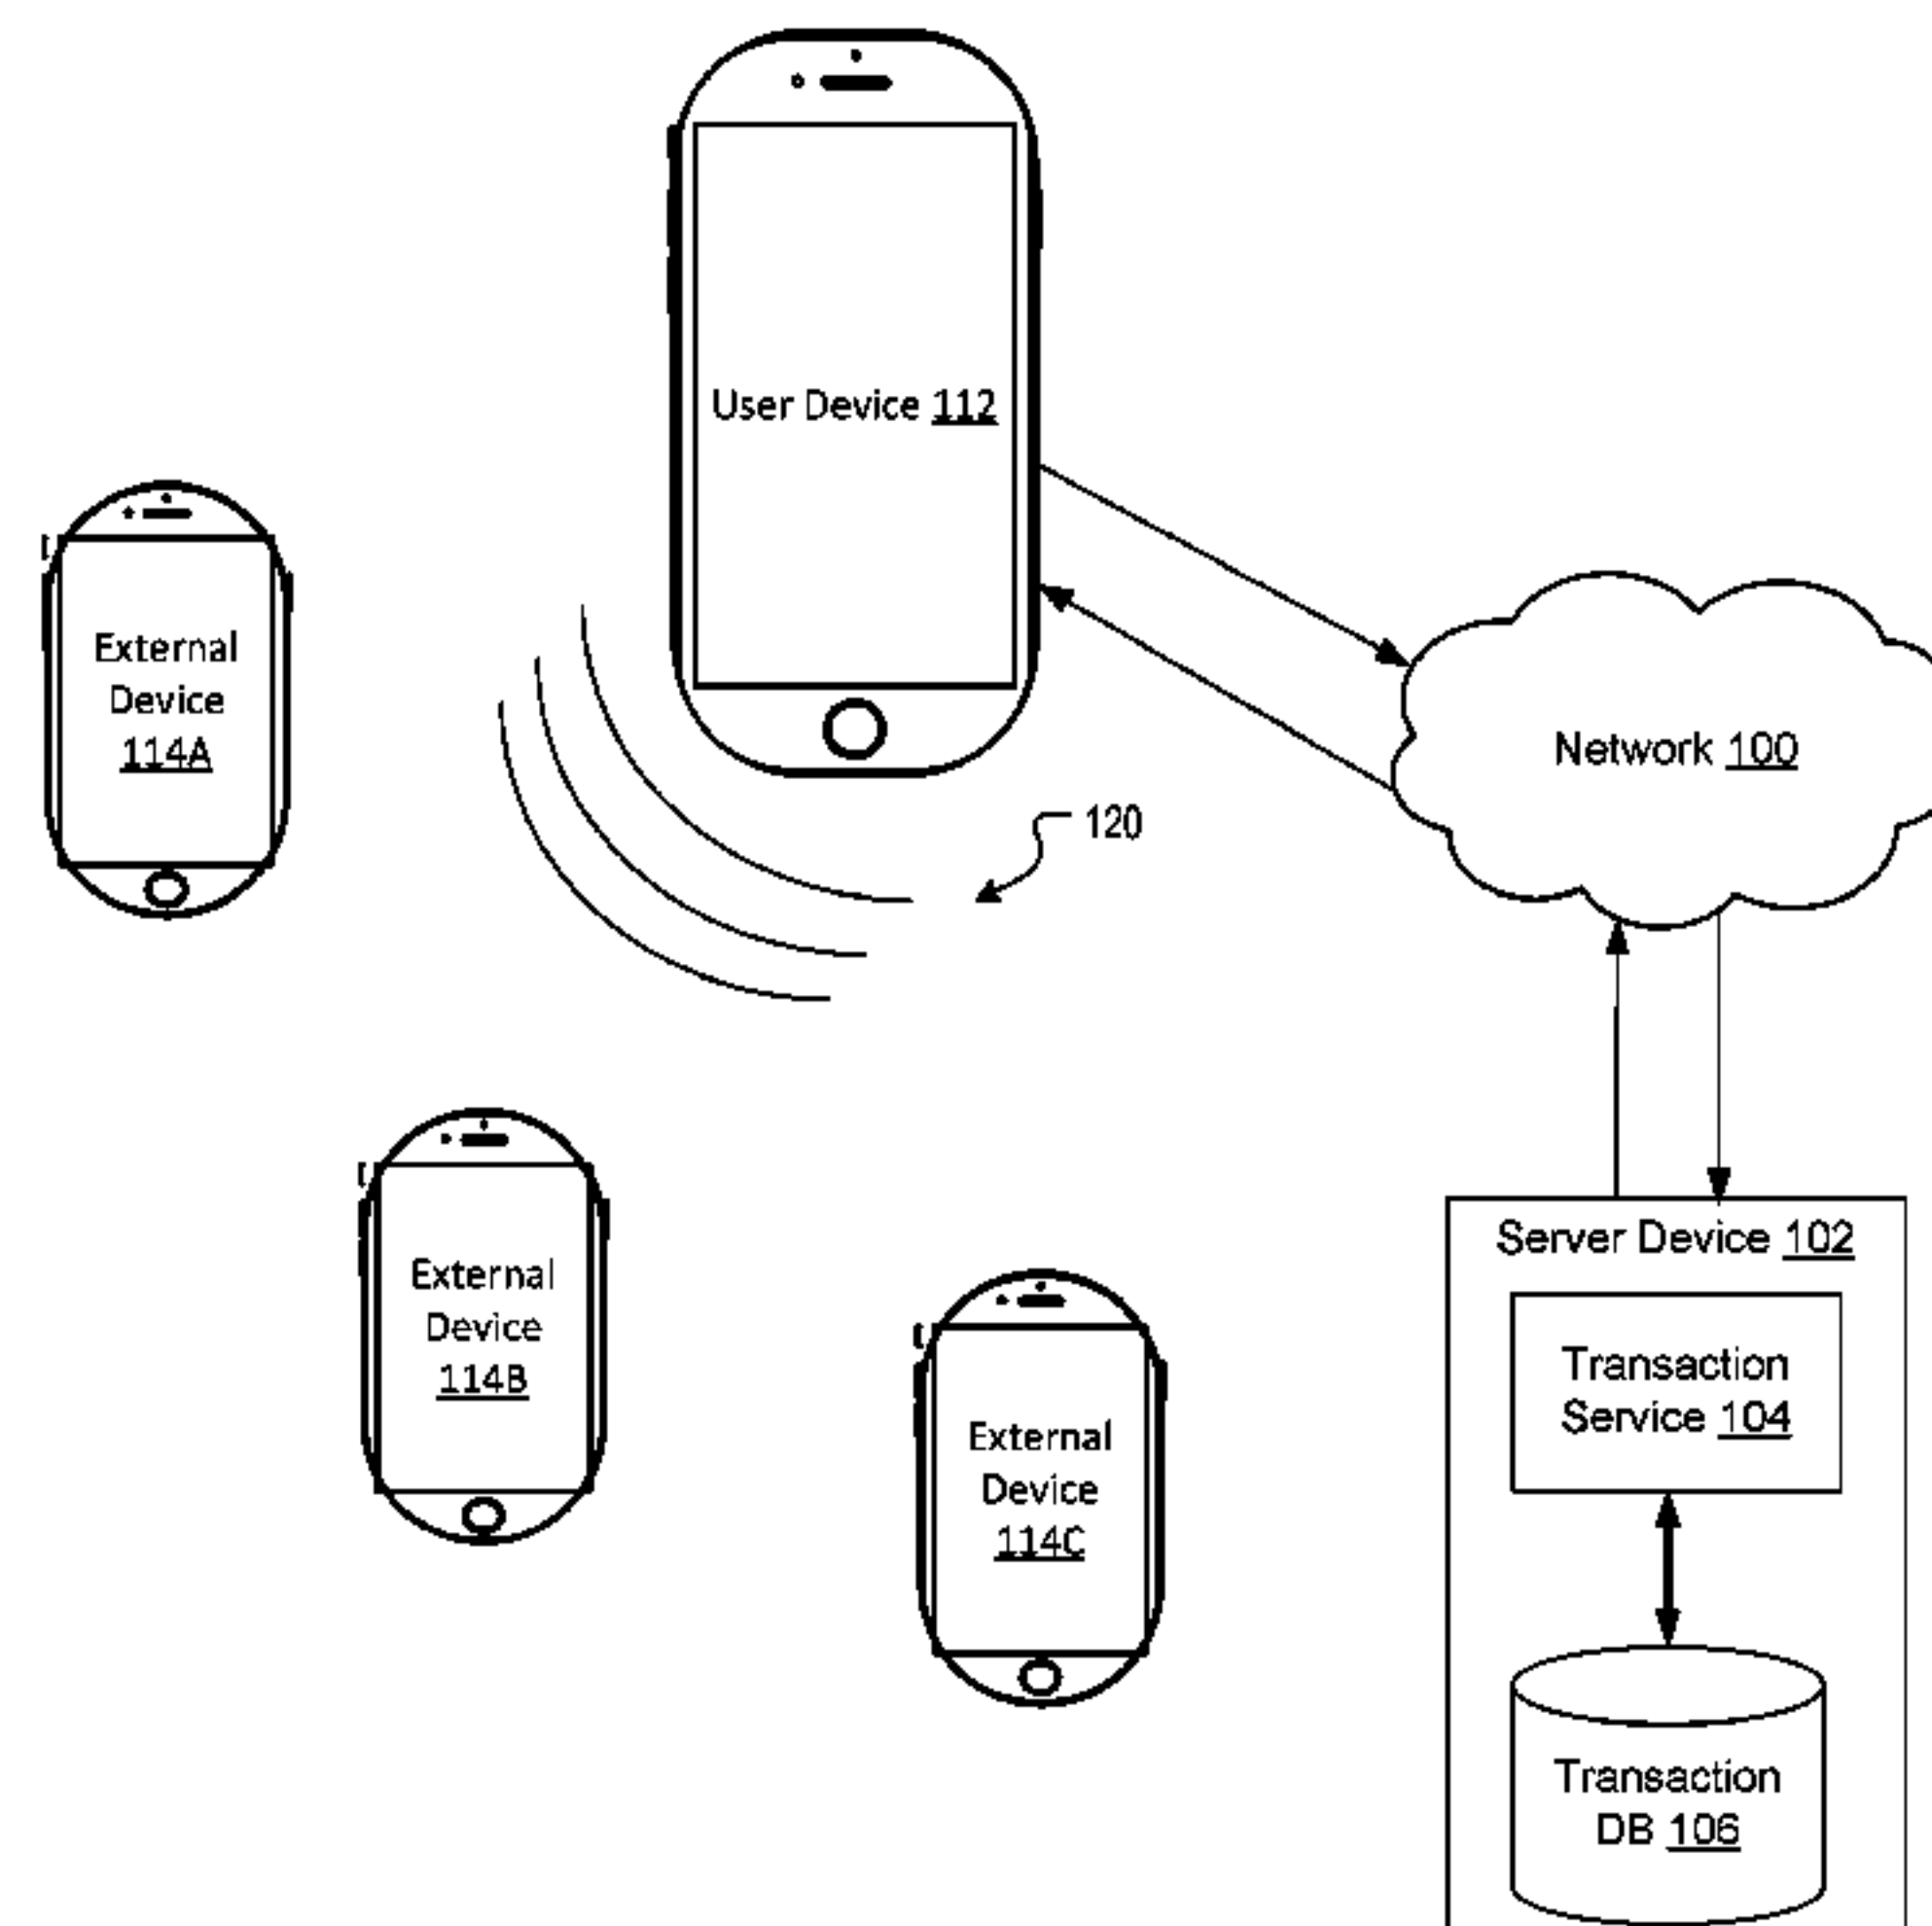 User Device 112
External
Device
114A
Network 100
120
Server Device 102
External
Device
114B
Transaction
Service 104
External
Device
114C
Transaction
DB 106